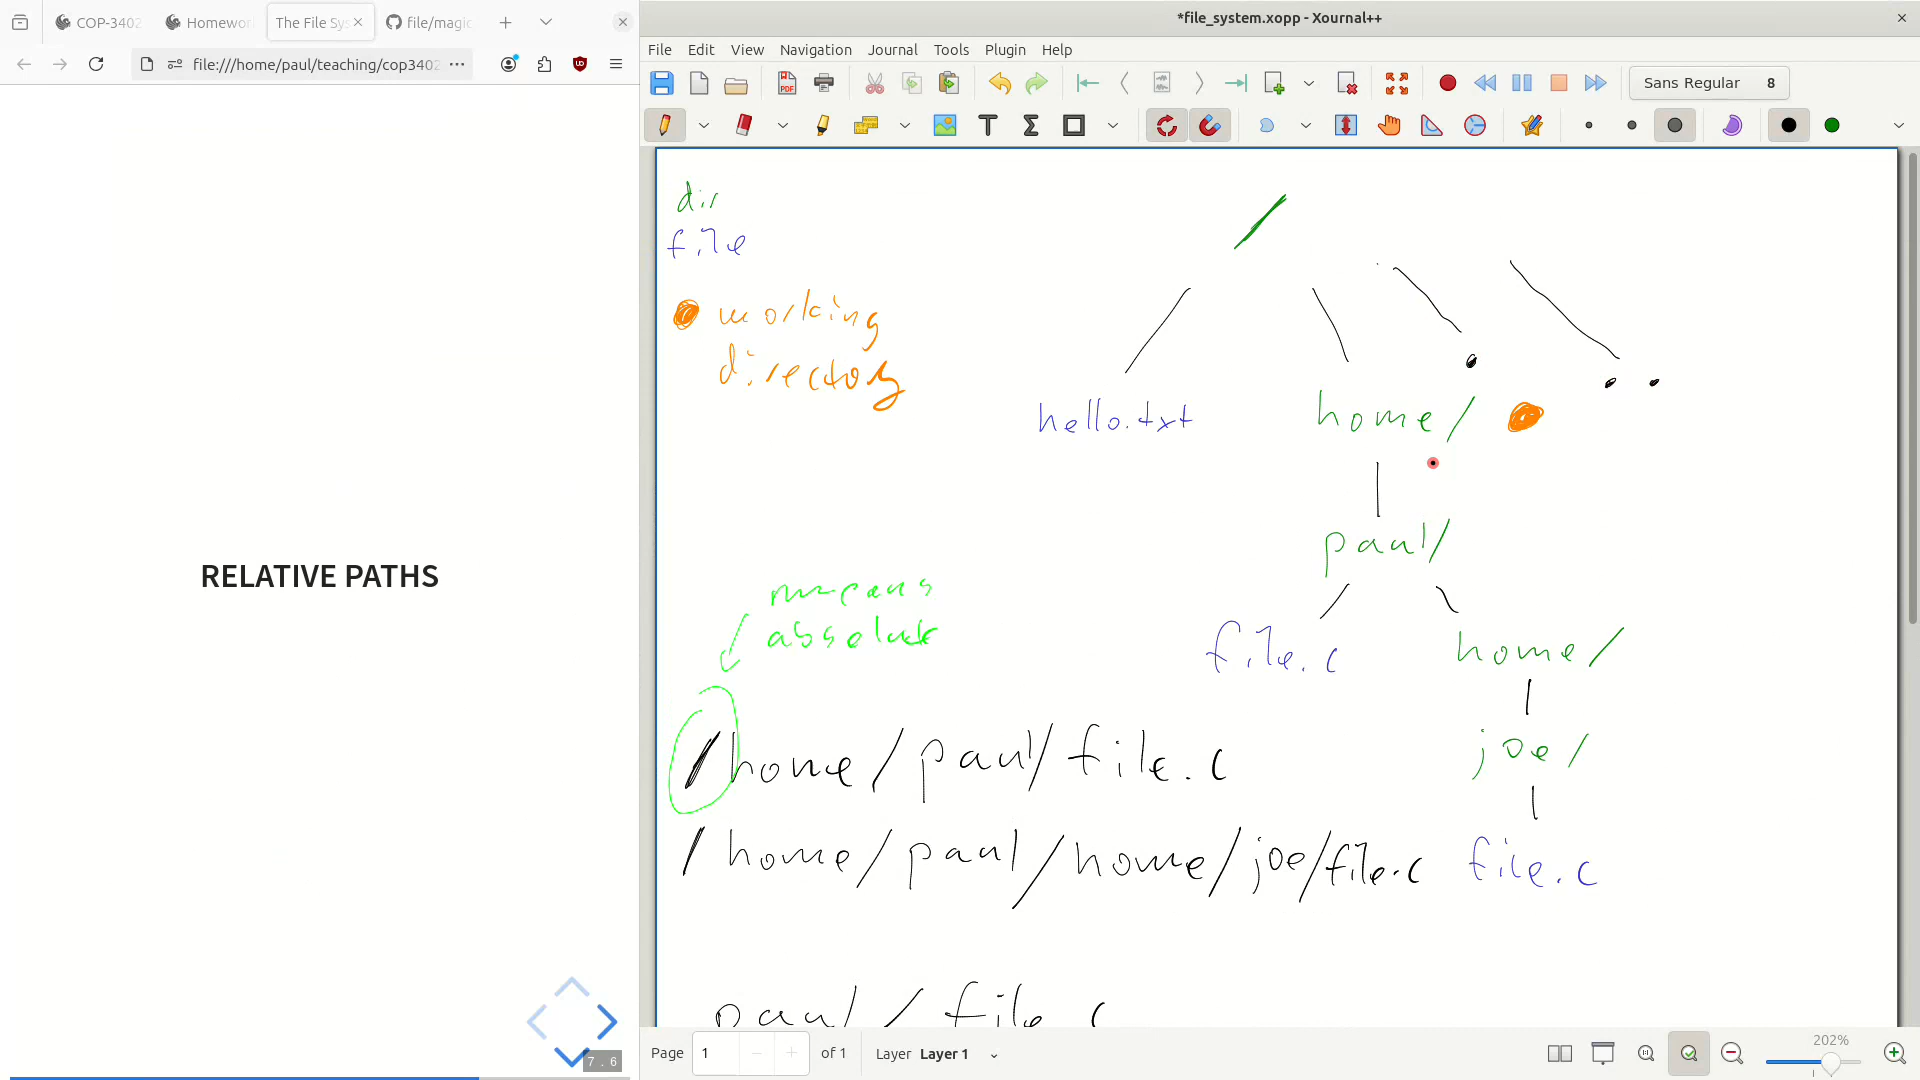 COP-3402
Homewor
The File Sys
file/magic
file:///home/paul/teaching/cop3402
RELATIVE PATHS
7 . 6
*file_system.xopp - Xournal++
File Edit View Navigation Journal Tools Plugin Help
Sans Regular 8
dir
file
working
directory
/
. ..
hello.txt home/
paul/
file.c home/
joe/
file.c
means
absolute
/home/paul/file.c
/home/paul/home/joe/file.c
paul/file.c
Page 1 of 1 Layer Layer 1
202%